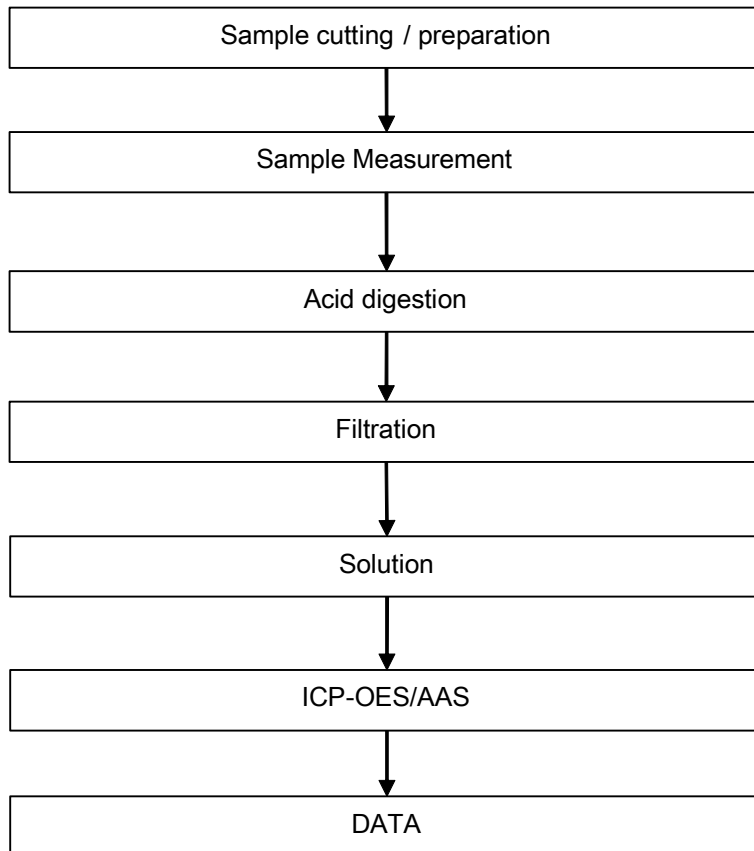 Sample cutting / preparation
Sample Measurement
Acid digestion
Filtration
Solution
ICP-OES/AAS
DATA